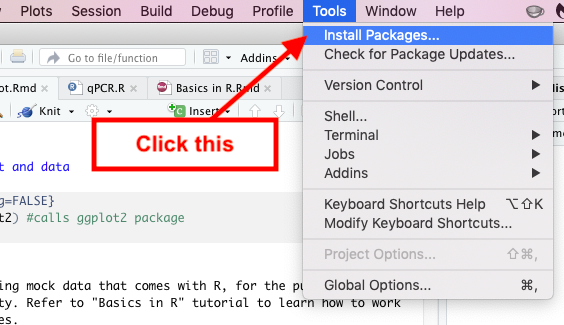 Plots Session Build Debug Profile Tools Window Help
Go to file/function Addins
ot.Rmd qPCR.R Basics in R.Rmd
Knit Insert
t and data
g=FALSE}
t2) #calls ggplot2 package
ing mock data that comes with R, for the pu
ty. Refer to "Basics in R" tutorial to learn how to work
es.
Click this
Install Packages...
Check for Package Updates...
Version Control
Shell...
Terminal
Jobs
Addins
Keyboard Shortcuts Help ⌥⇧K
Modify Keyboard Shortcuts...
Project Options... ⇧⌘,
Global Options... ⌘,